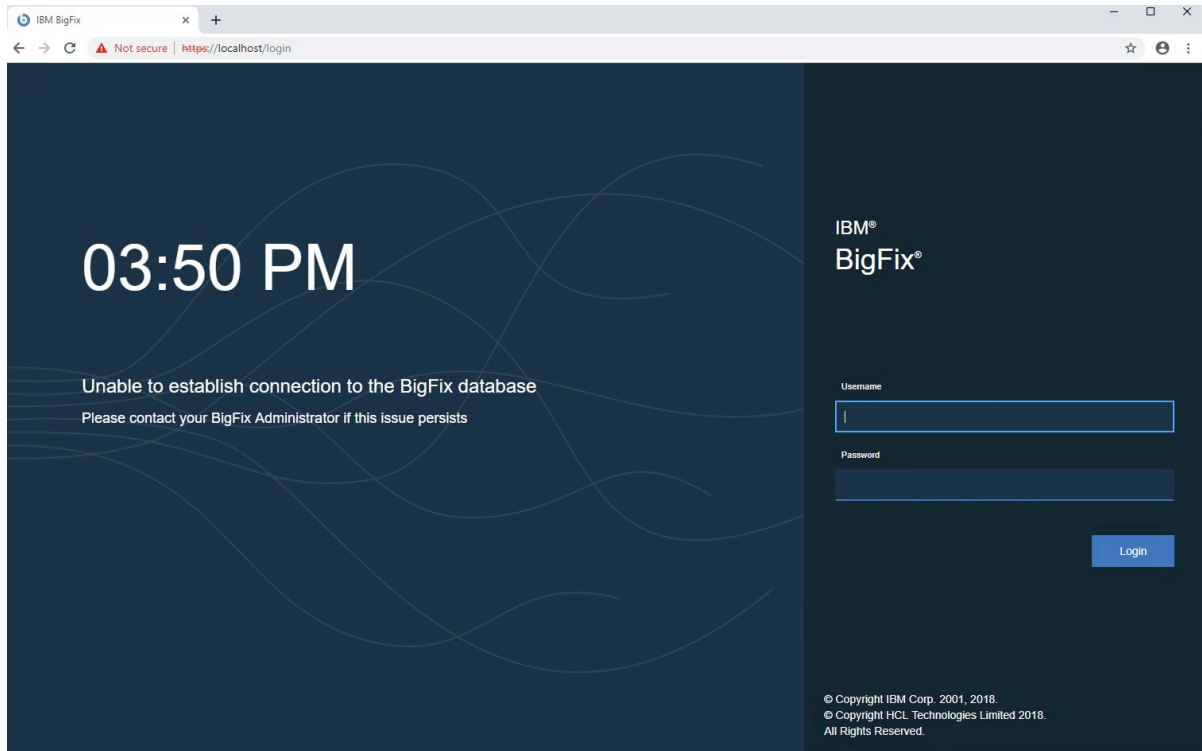 IBM BigFix
Not secure | https://localhost/login
03:50 PM
Unable to establish connection to the BigFix database
Please contact your BigFix Administrator if this issue persists
IBM®
BigFix®
Username
Password
Login
© Copyright IBM Corp. 2001, 2018.
© Copyright HCL Technologies Limited 2018.
All Rights Reserved.